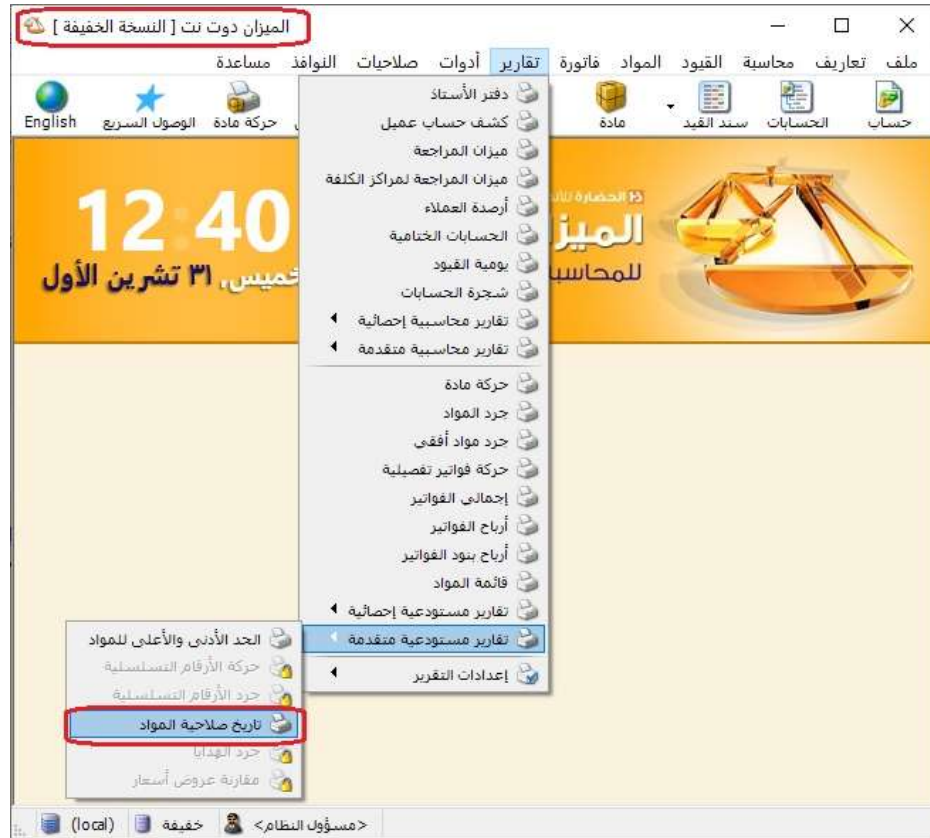 الميزان دوت نت [ النسخة الخفيفة ]
ملف تعاريف محاسبة القيود المواد فاتورة تقارير أدوات صلاحيات النوافذ مساعدة
حساب الحسابات سند القيد مادة حركة مادة الوصول السريع English
الحضارة
الميز
للمحاسب
12 40
خميس, ٣١ تشرين الأول
دفتر الأستاذ
كشف حساب عميل
ميزان المراجعة
ميزان المراجعة لمراكز الكلفة
أرصدة العملاء
الحسابات الختامية
يومية القيود
شجرة الحسابات
تقارير محاسبية إحصائية
تقارير محاسبية متقدمة
حركة مادة
جرد المواد
جرد مواد أفقي
حركة فواتير تفصيلية
إجمالي الفواتير
أرباح الفواتير
أرباح بنود الفواتير
قائمة المواد
تقارير مستودعية إحصائية
تقارير مستودعية متقدمة
إعدادات التقرير
الحد الأدنى والأعلى للمواد
حركة الأرقام التسلسلية
جرد الأرقام التسلسلية
تاريخ صلاحية المواد
جرد الهدايا
مقارنة عروض أسعار
<مسؤول النظام> خفيفة (local)